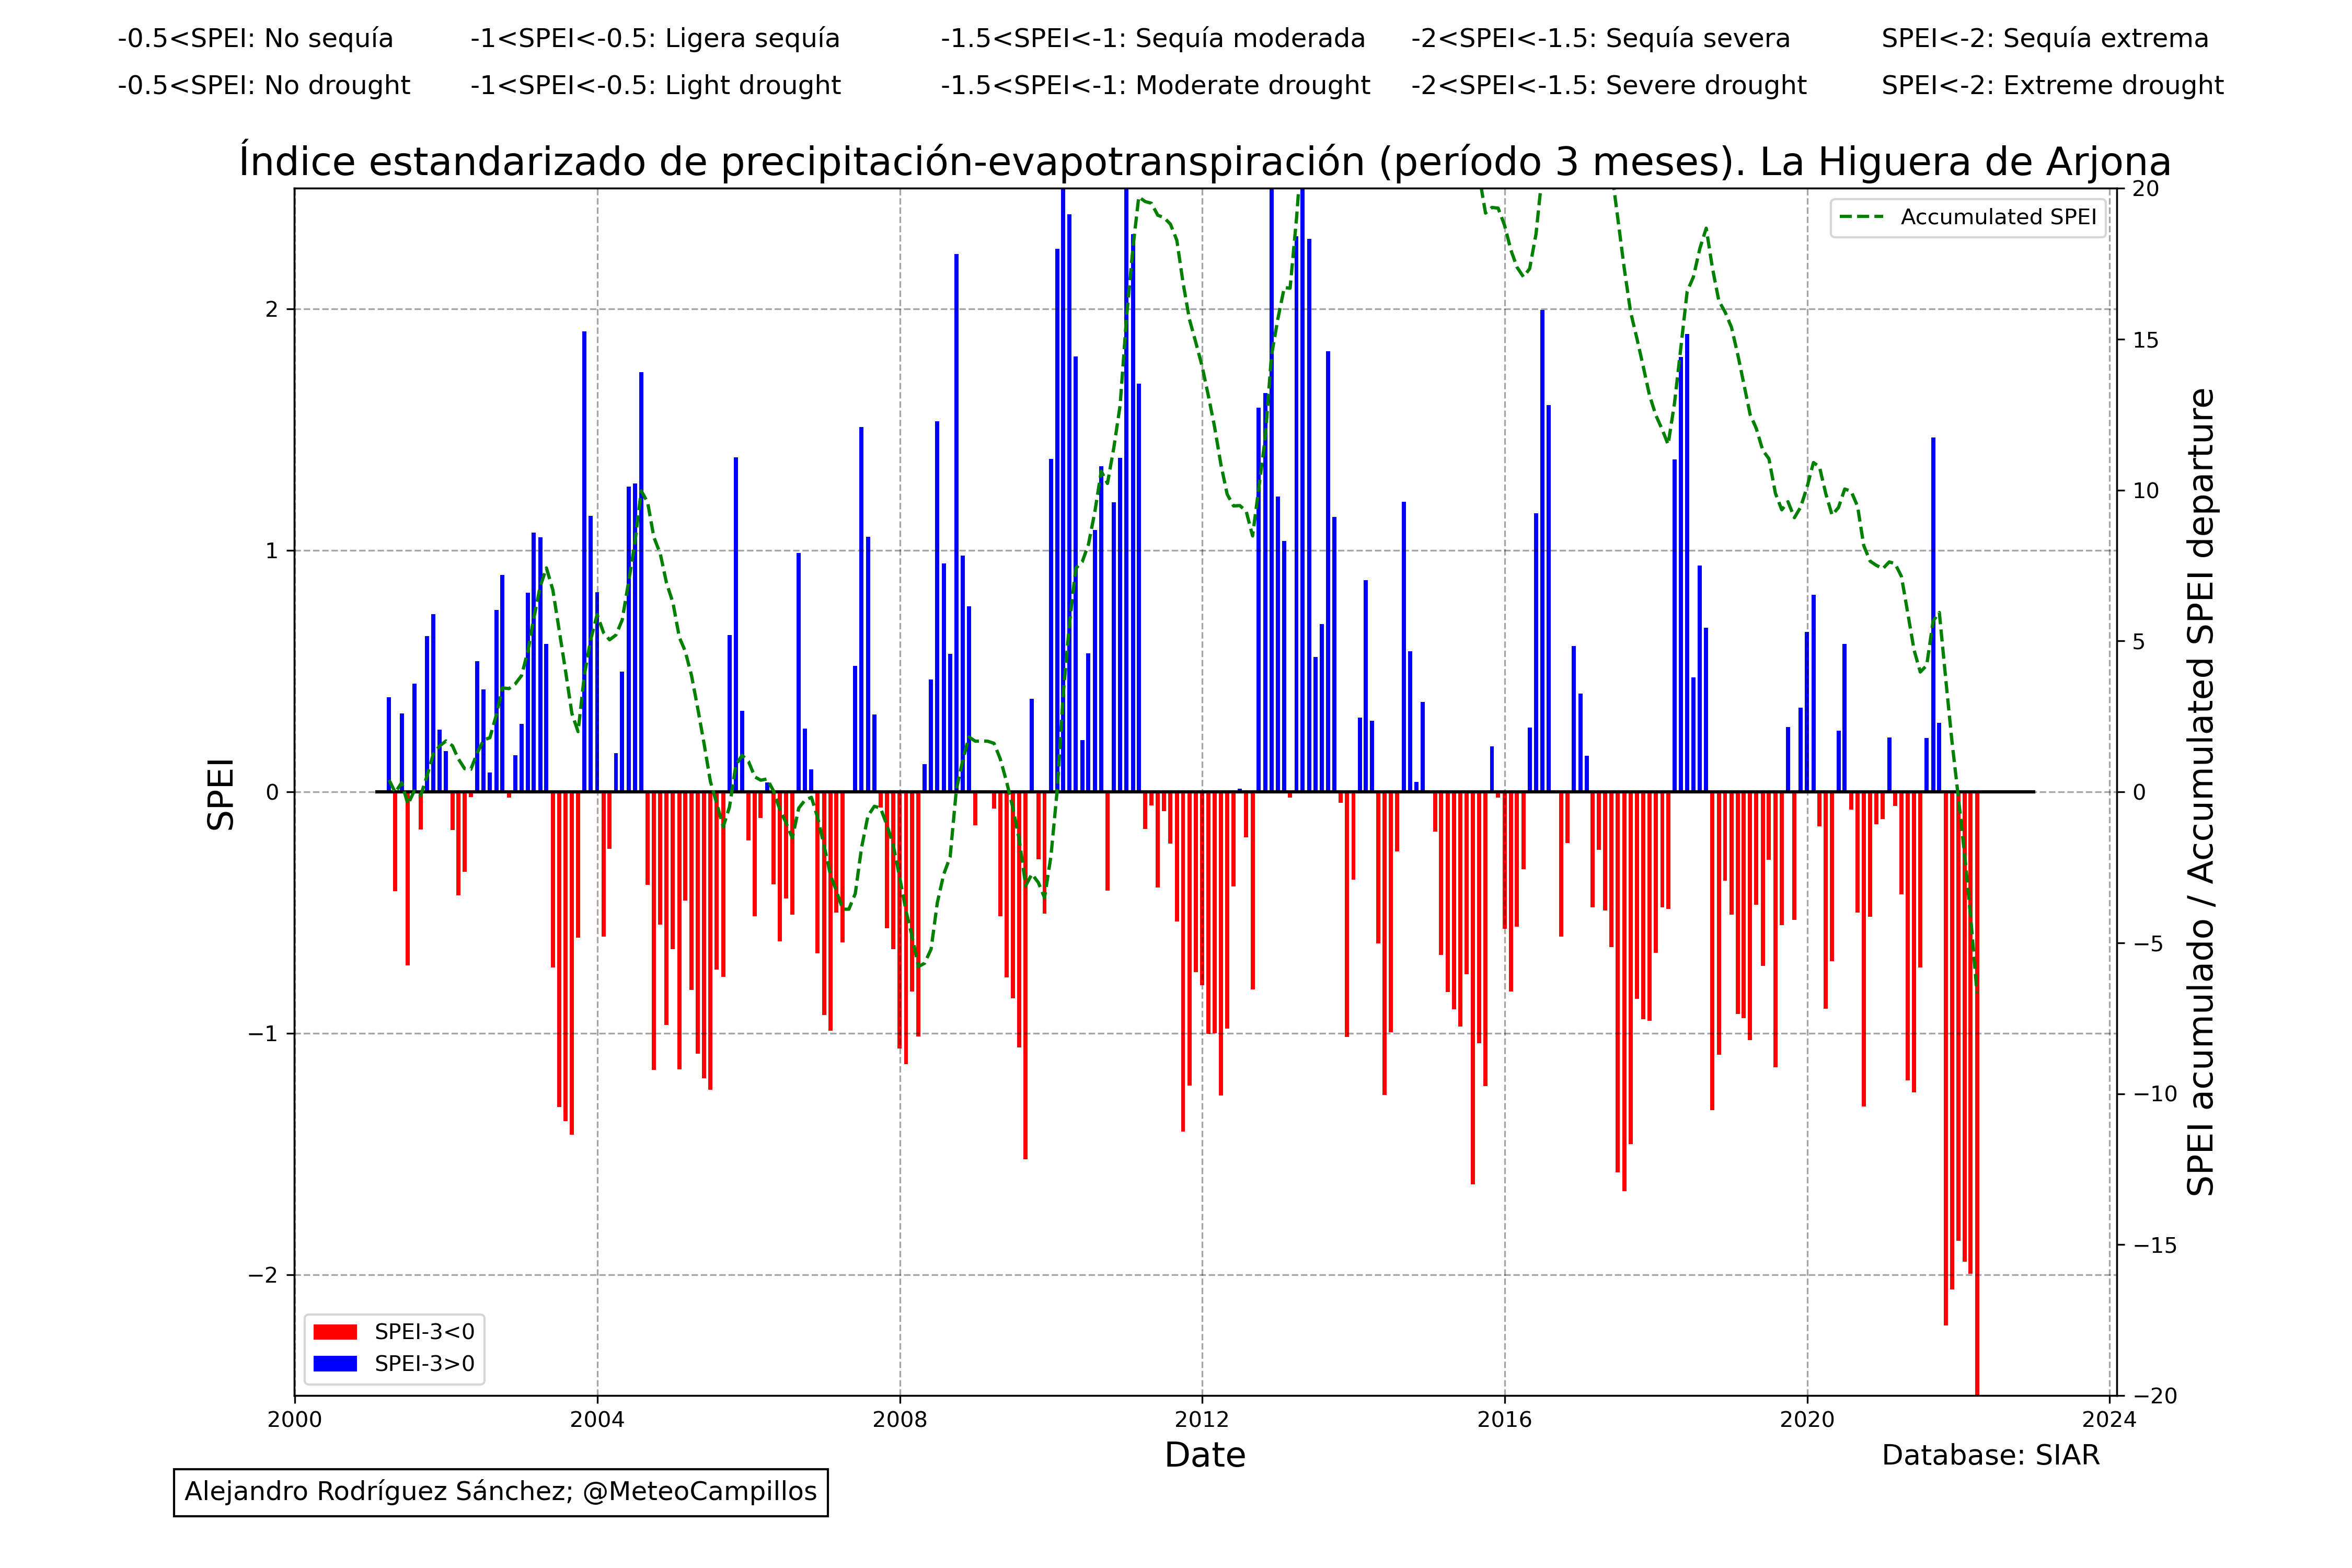 -0.5<SPEI: No sequía -1<SPEI<-0.5: Ligera sequía -1.5<SPEI<-1: Sequía moderada -2<SPEI<-1.5: Sequía severa SPEI<-2: Sequía extrema
-0.5<SPEI: No drought -1<SPEI<-0.5: Light drought -1.5<SPEI<-1: Moderate drought -2<SPEI<-1.5: Severe drought SPEI<-2: Extreme drought
Índice estandarizado de precipitación-evapotranspiración (período 3 meses). La Higuera de Arjona
Accumulated SPEI
SPEI
2
1
0
−1
−2
20
15
10
5
0
−5
−10
−15
−20
SPEI acumulado / Accumulated SPEI departure
SPEI-3<0
SPEI-3>0
2000 2004 2008 2012 2016 2020 2024
Date
Database: SIAR
Alejandro Rodríguez Sánchez; @MeteoCampillos